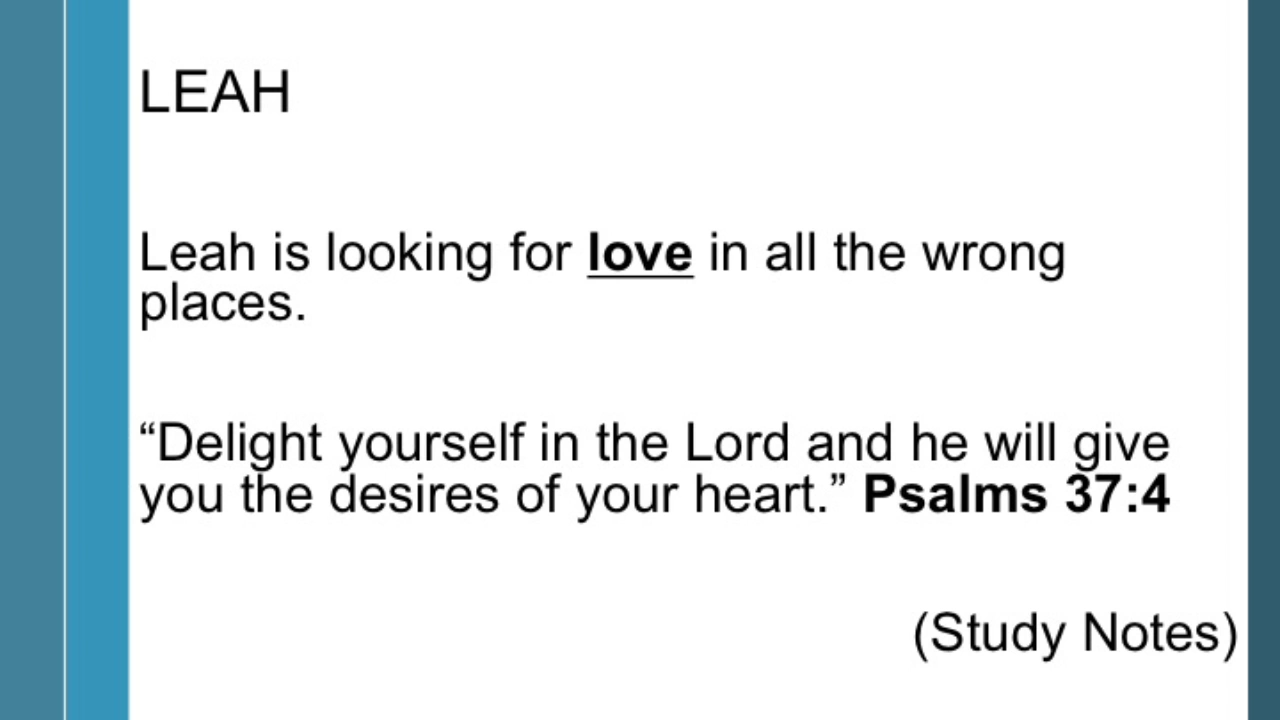 LEAH
Leah is looking for love in all the wrong
places.
“Delight yourself in the Lord and he will give
you the desires of your heart.” Psalms 37:4
(Study Notes)